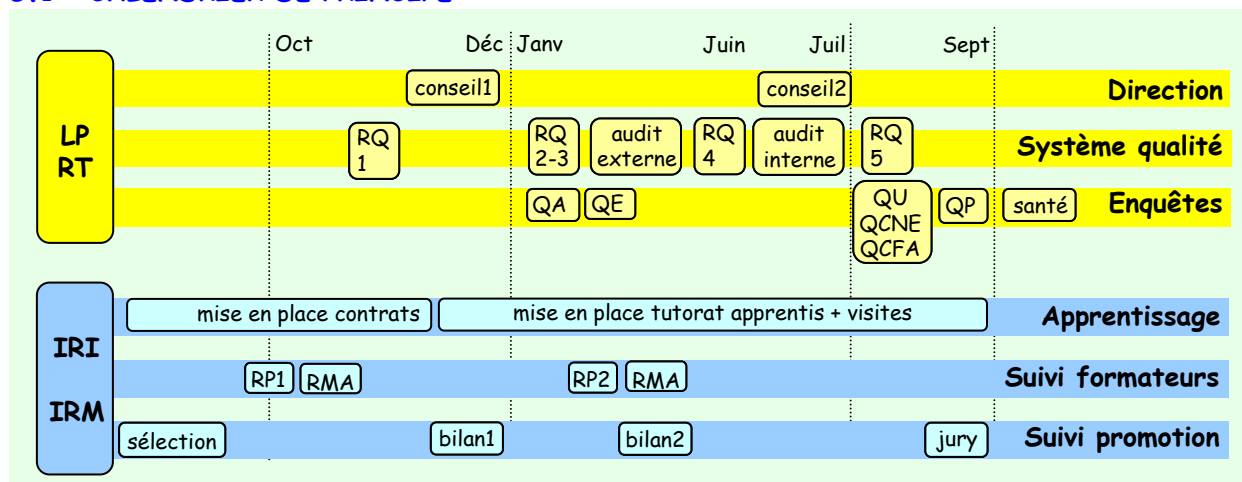 Oct Déc Janv Juin Juil Sept
LP
RT
conseil1 conseil2 Direction
RQ
1
RQ
2-3
audit
externe
RQ
4
audit
interne
RQ
5
Système qualité
QA QE
QU
QCNE
QCFA
QP santé Enquêtes
IRI
IRM
mise en place contrats mise en place tutorat apprentis + visites Apprentissage
RP1 RMA RP2 RMA Suivi formateurs
sélection bilan1 bilan2 jury Suivi promotion